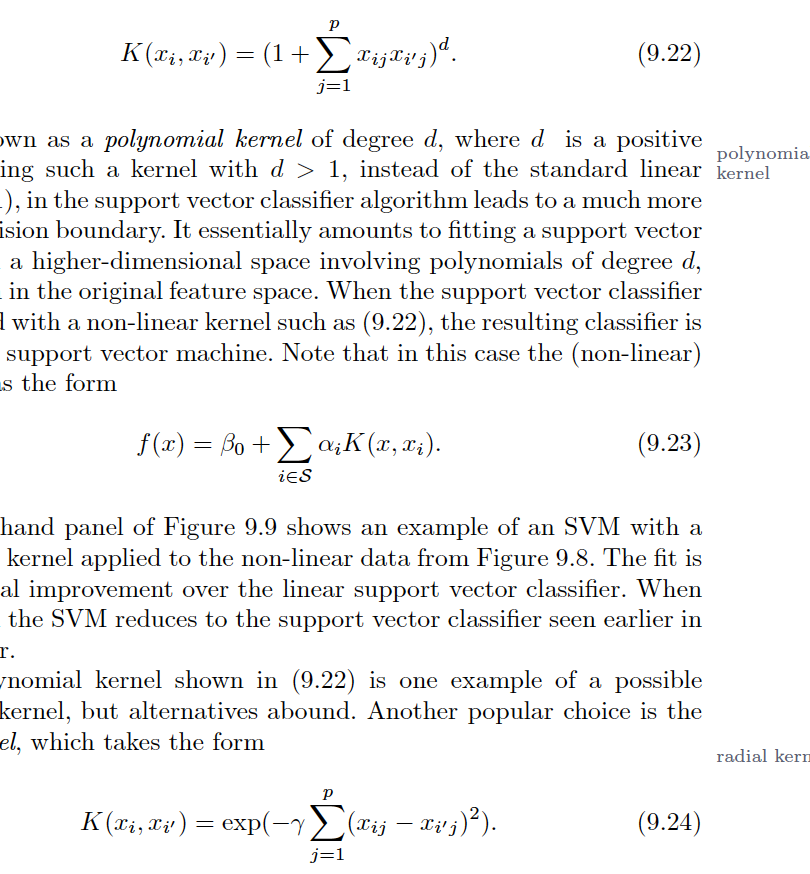 K(x_i, x_{i'}) = (1 + \sum_{j=1}^{p} x_{ij}x_{i'j})^d. (9.22)
own as a polynomial kernel of degree d, where d is a positive
polynomia
ing such a kernel with d > 1, instead of the standard linear
kernel
), in the support vector classifier algorithm leads to a much more
ision boundary. It essentially amounts to fitting a support vector
a higher-dimensional space involving polynomials of degree d,
in the original feature space. When the support vector classifier
d with a non-linear kernel such as (9.22), the resulting classifier is
support vector machine. Note that in this case the (non-linear)
as the form
f(x) = β_0 + \sum_{i∈S} α_i K(x, x_i). (9.23)
hand panel of Figure 9.9 shows an example of an SVM with a
kernel applied to the non-linear data from Figure 9.8. The fit is
al improvement over the linear support vector classifier. When
the SVM reduces to the support vector classifier seen earlier in
r.
ynomial kernel shown in (9.22) is one example of a possible
kernel, but alternatives abound. Another popular choice is the
el, which takes the form
radial kern
K(x_i, x_{i'}) = exp(−γ \sum_{j=1}^{p} (x_{ij} − x_{i'j})^2). (9.24)